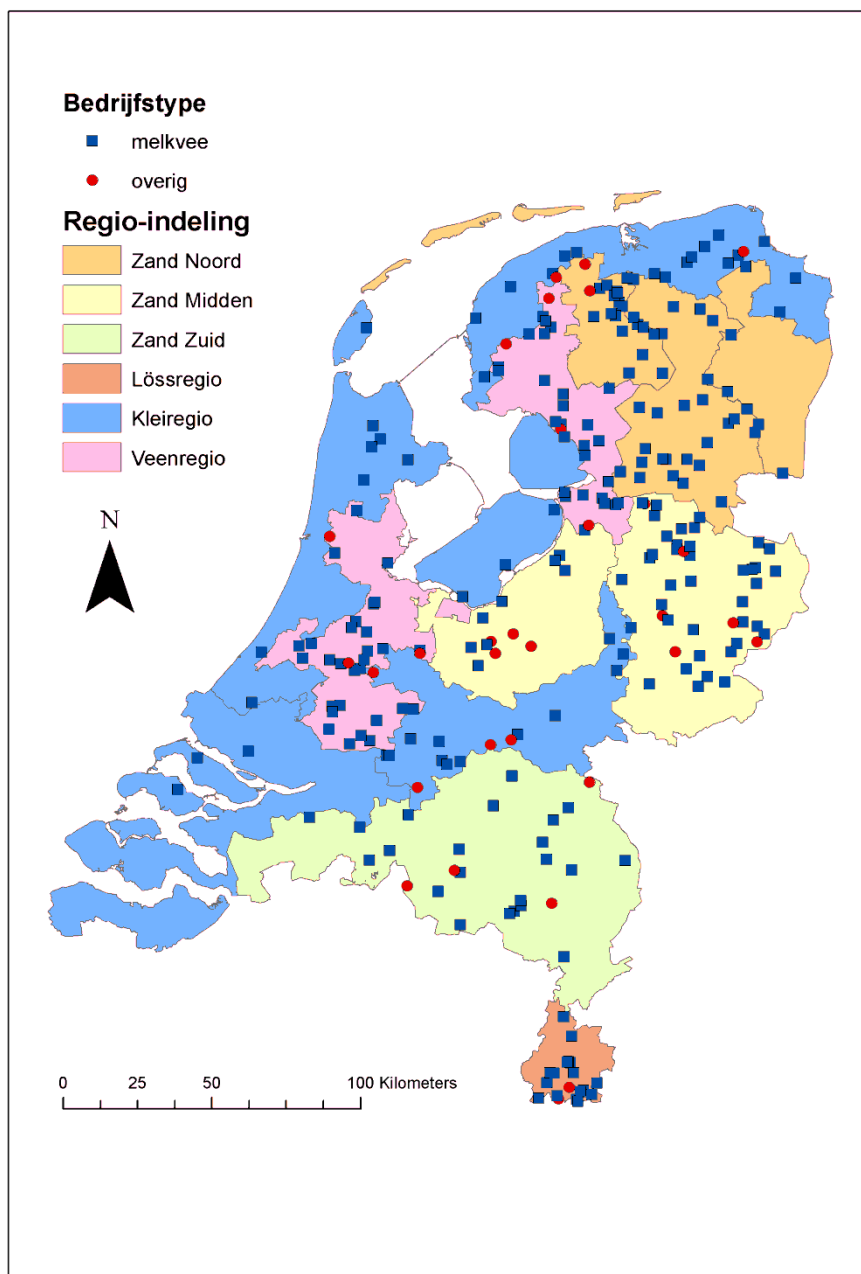 Bedrijfstype
melkvee
overig
Regio-indeling
Zand Noord
Zand Midden
Zand Zuid
Lössregio
Kleiregio
Veenregio
N
0 25 50 100 Kilometers